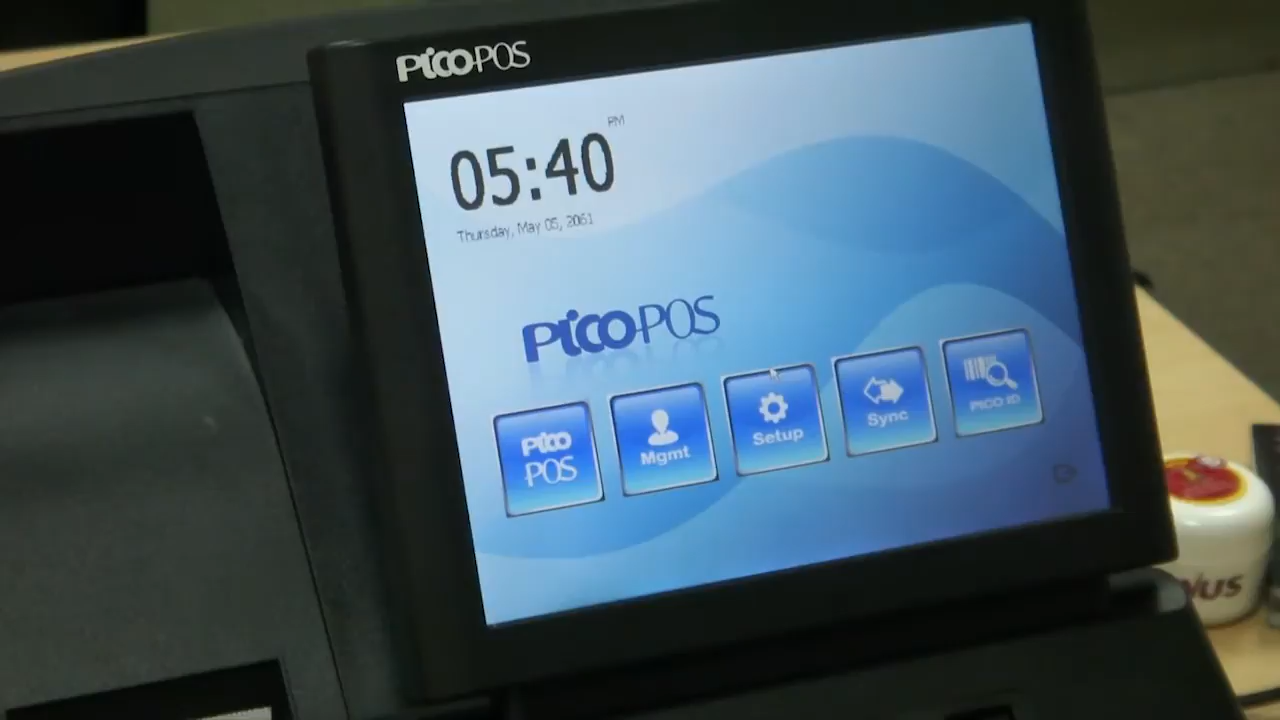 PicoPOS
PM
05:40
Thursday, May 05, 2061
PicoPOS
Pico
POS
Mgmt
Setup
Sync
PICO ID